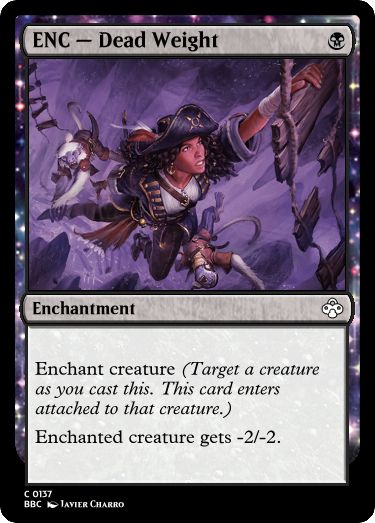 ENC — Dead Weight
Enchantment
Enchant creature (Target a creature
as you cast this. This card enters
attached to that creature.)
Enchanted creature gets -2/-2.
C 0137
BBC Javier Charro